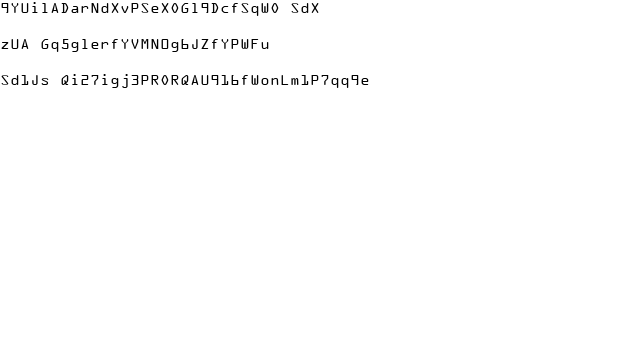 9YUilADarNdXvPSeX0Gl9DcfSqW0 SdX
zUA Gq5glerfYVMNOg6JZfYPWFu
Sd1Js Qi27igj3PR0RQAU916fWonLm1P7qq9e